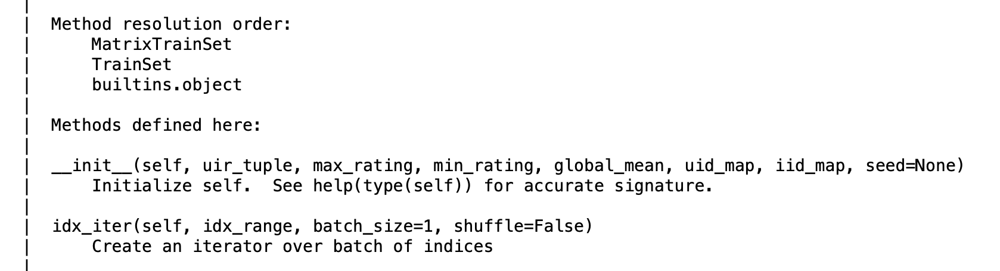 |
| Method resolution order:
| MatrixTrainSet
| TrainSet
| builtins.object
|
| Methods defined here:
|
| __init__(self, uir_tuple, max_rating, min_rating, global_mean, uid_map, iid_map, seed=None)
| Initialize self. See help(type(self)) for accurate signature.
|
| idx_iter(self, idx_range, batch_size=1, shuffle=False)
| Create an iterator over batch of indices
|